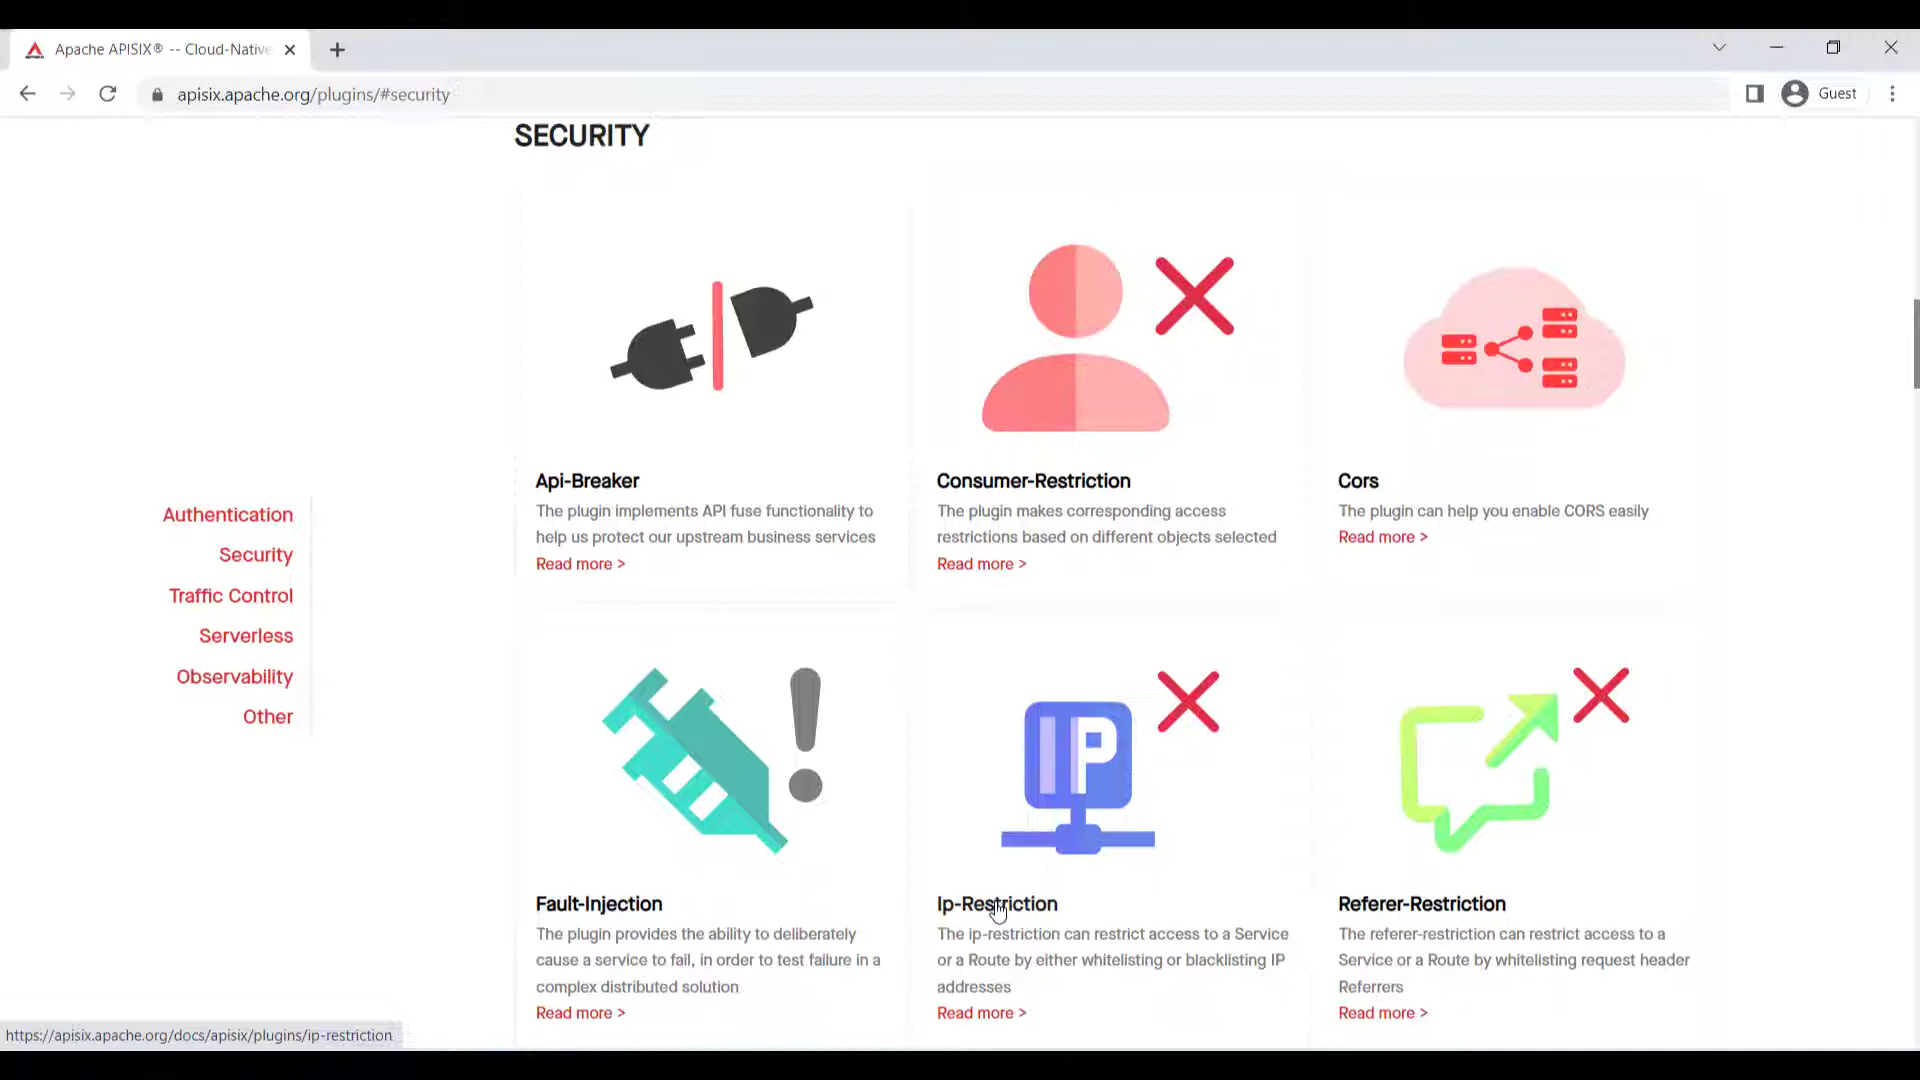 Apache APISIX® -- Cloud-Native
apisix.apache.org/plugins/#security
Guest
SECURITY
Authentication
Security
Traffic Control
Serverless
Observability
Other
Api-Breaker
The plugin implements API fuse functionality to
help us protect our upstream business services
Read more >
Consumer-Restriction
The plugin makes corresponding access
restrictions based on different objects selected
Read more >
Cors
The plugin can help you enable CORS easily
Read more >
Fault-Injection
The plugin provides the ability to deliberately
cause a service to fail, in order to test failure in a
complex distributed solution
Read more >
IP
Ip-Restriction
The ip-restriction can restrict access to a Service
or a Route by either whitelisting or blacklisting IP
addresses
Read more >
Referer-Restriction
The referer-restriction can restrict access to a
Service or a Route by whitelisting request header
Referrers
Read more >
https://apisix.apache.org/docs/apisix/plugins/ip-restriction